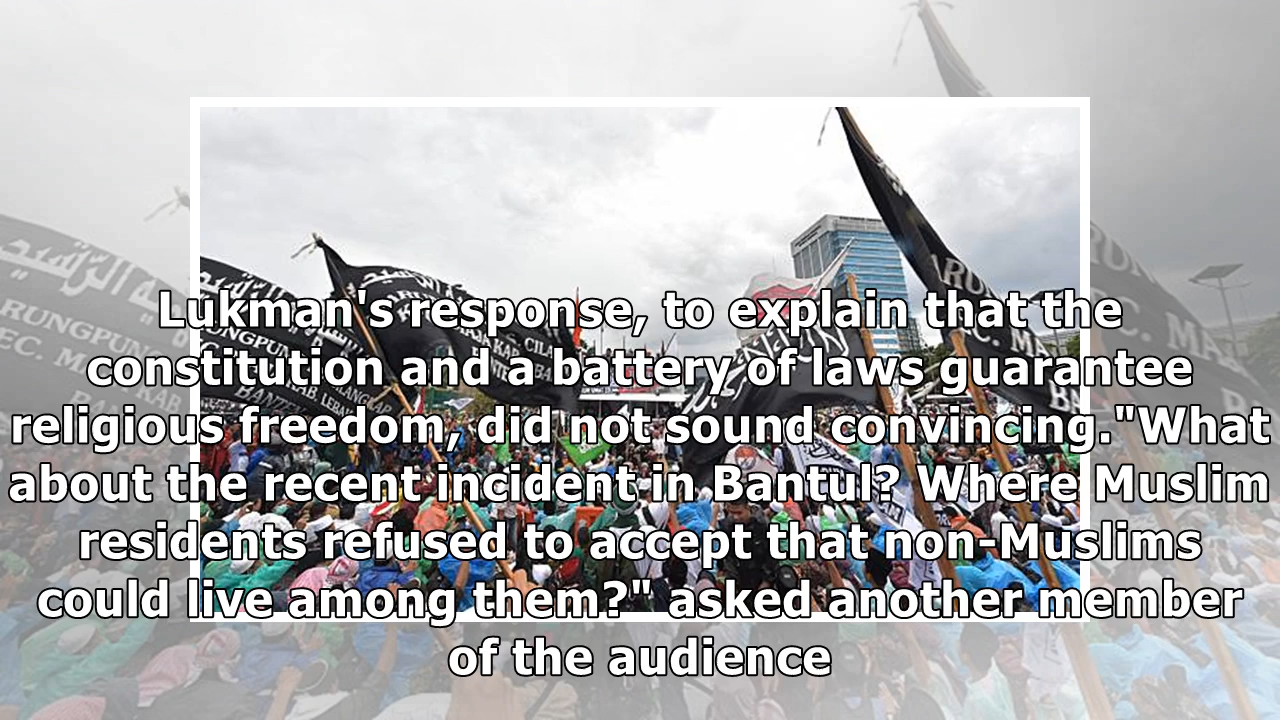 Lukman's response, to explain that the
constitution and a battery of laws guarantee
religious freedom, did not sound convincing."What
about the recent incident in Bantul? Where Muslim
residents refused to accept that non-Muslims
could live among them?" asked another member
of the audience